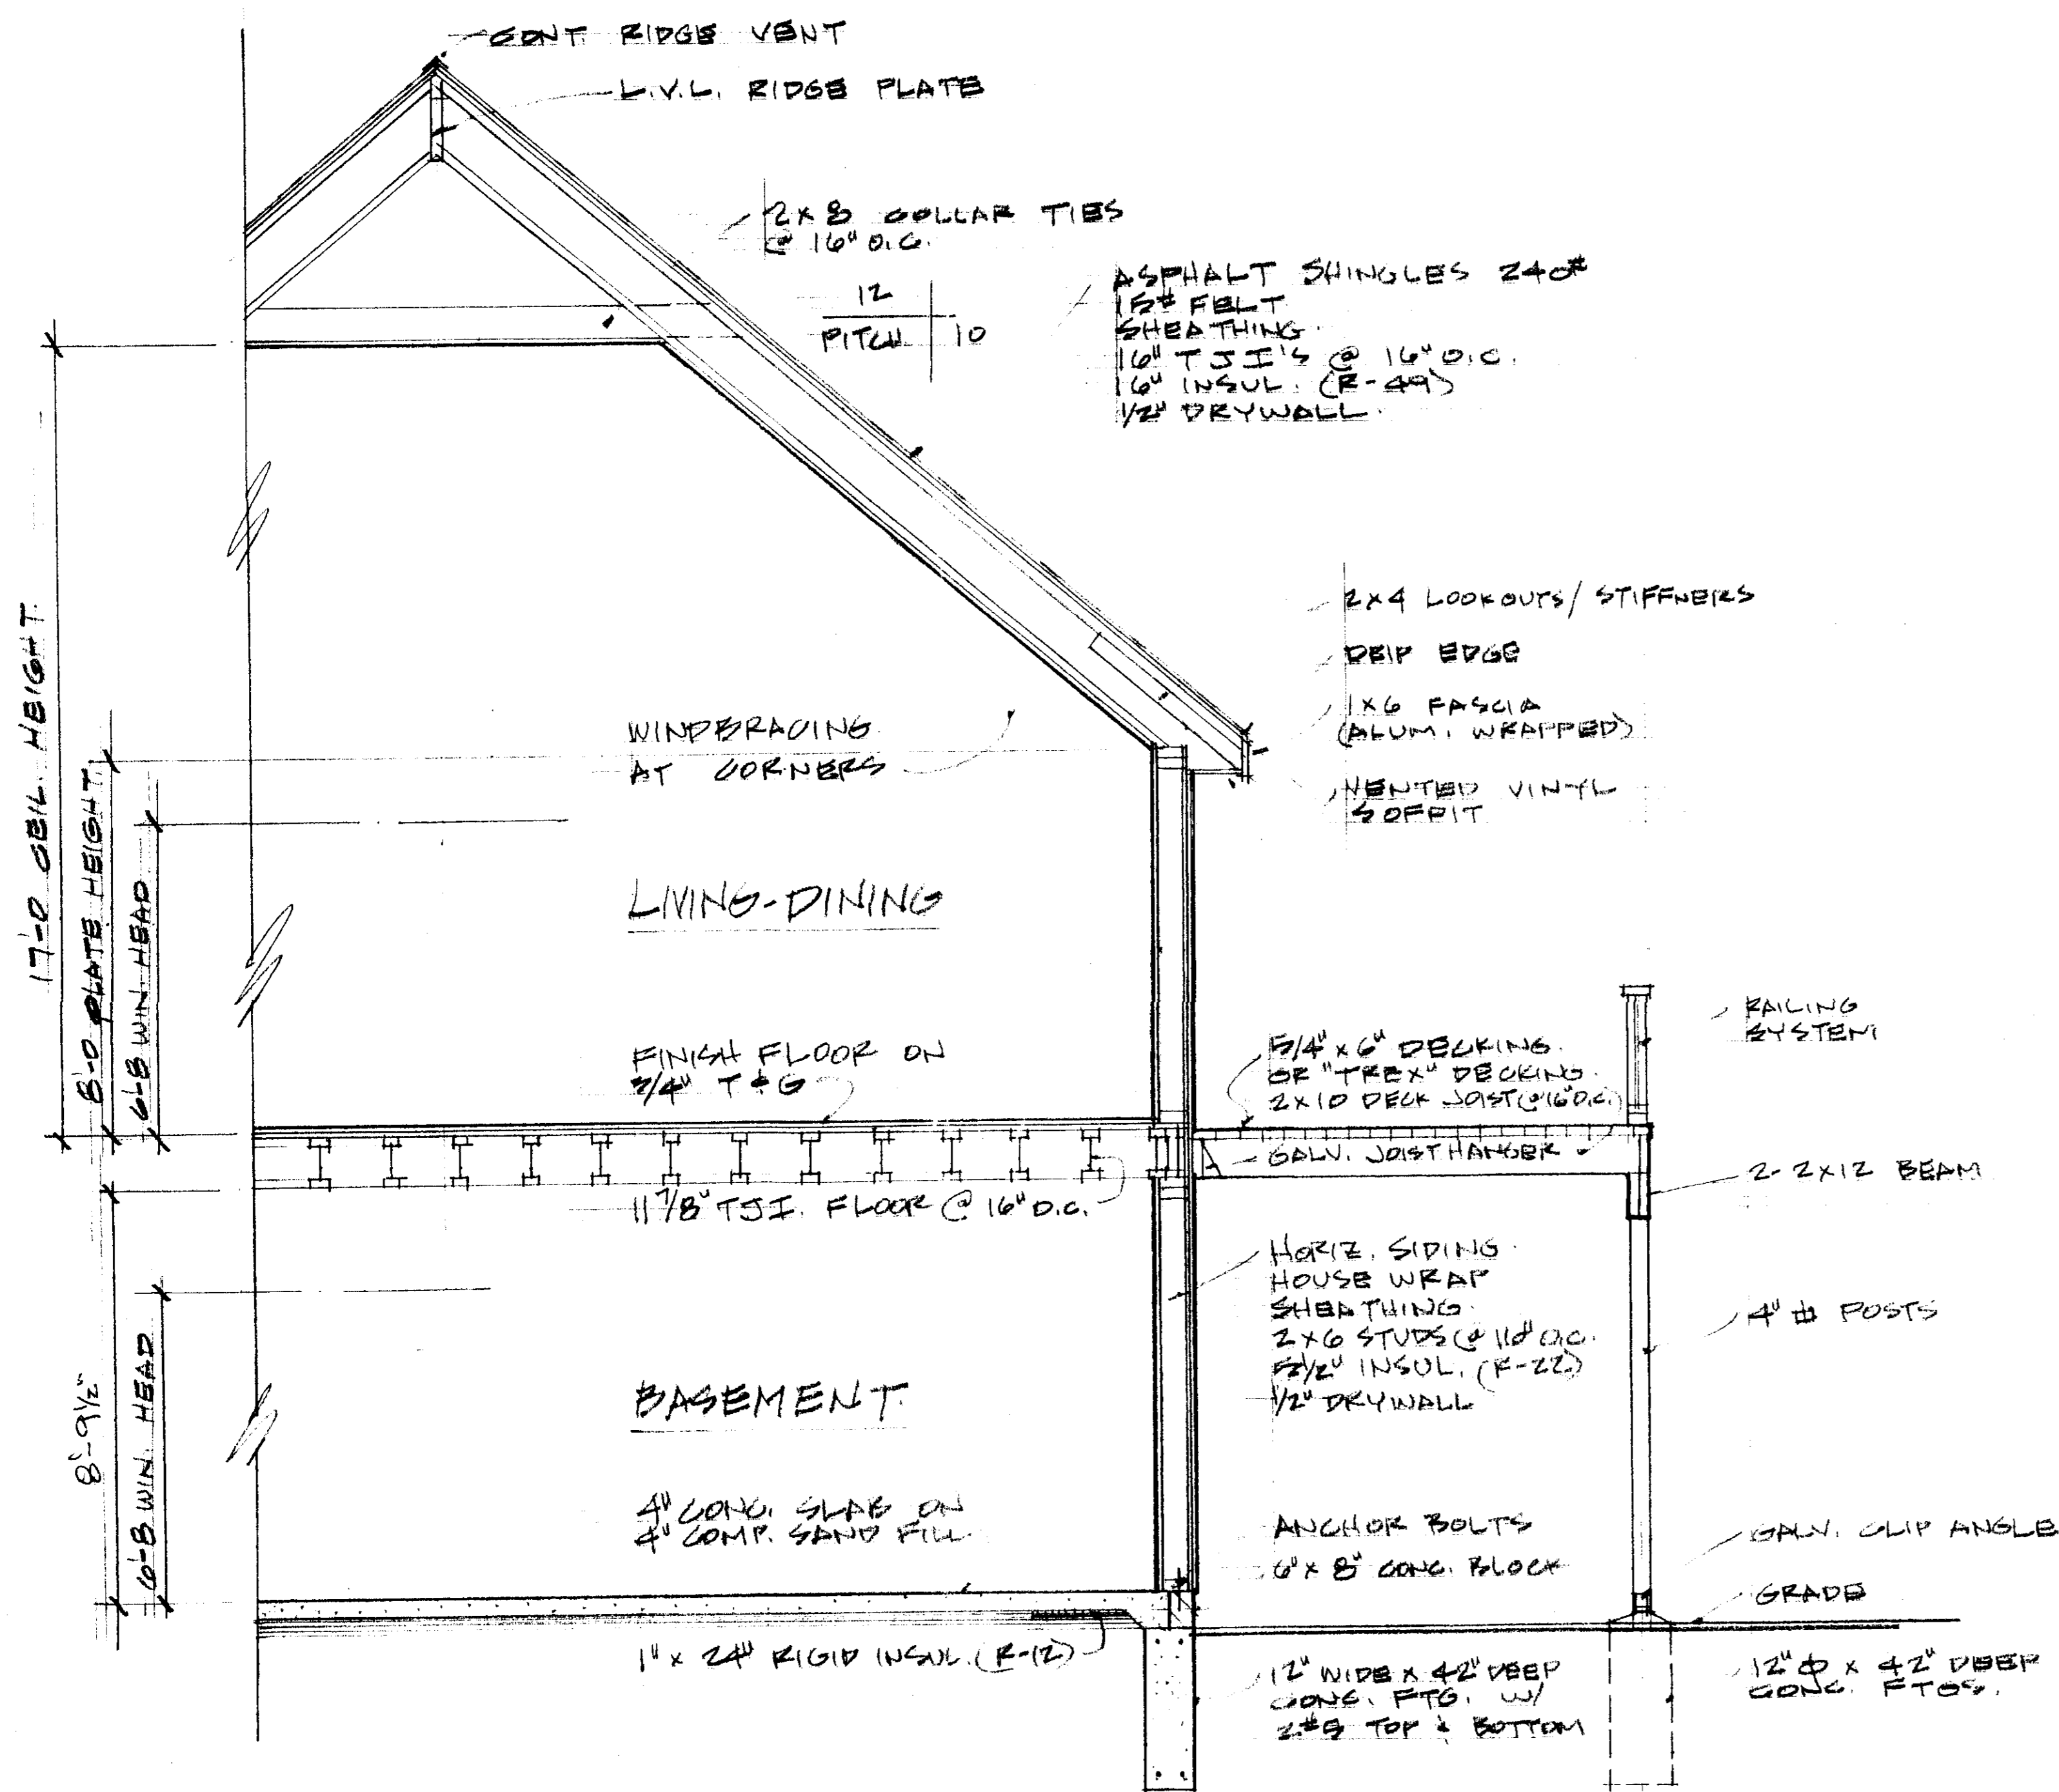 CONT. RIDGE VENT
L.V.L. RIDGE PLATE
2x8 COLLAR TIES
@ 16" O.C.
12
PITCH 10
ASPHALT SHINGLES 240#
15# FELT
SHEATHING
16" TJI'S @ 16" O.C.
16" INSUL. (R-49)
1/2" DRYWALL
2x4 LOOKOUTS/STIFFNERS
DRIP EDGE
1x6 FASCIA
(ALUM. WRAPPED)
VENTED VINYL
SOFFIT
17'-0 CEIL. HEIGHT
8'-0 PLATE HEIGHT
6'-8 WIN HEAD
WINDBRACING
AT CORNERS
LIVING-DINING
FINISH FLOOR ON
3/4" T & G
11 7/8" TJI. FLOOR @ 16" O.C.
5/4" x 6" DECKING
OR "TREX" DECKING
2x10 DECK JOIST @ 16" O.C.
GALV. JOIST HANGER
RAILING
SYSTEM
2-2x12 BEAM
HORIZ. SIDING
HOUSE WRAP
SHEATHING
2x6 STUDS @ 16" O.C.
5 1/2" INSUL. (R-22)
1/2" DRYWALL
4" POSTS
8'-9 1/2"
6'-8 WIN. HEAD
BASEMENT
4" CONC. SLAB ON
4" COMP. SAND FILL
ANCHOR BOLTS
6" x 8" CONC. BLOCK
GALV. CLIP ANGLE
GRADE
1" x 24" RIGID INSUL. (R-12)
12" WIDE x 42" DEEP
CONC. FTG. W/
2#5 TOP & BOTTOM
12" Φ x 42" DEEP
CONC. FTGS.